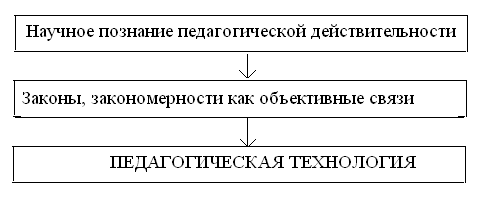 Научное познание педагогической действительности
Законы, закономерности как объективные связи
ПЕДАГОГИЧЕСКАЯ ТЕХНОЛОГИЯ